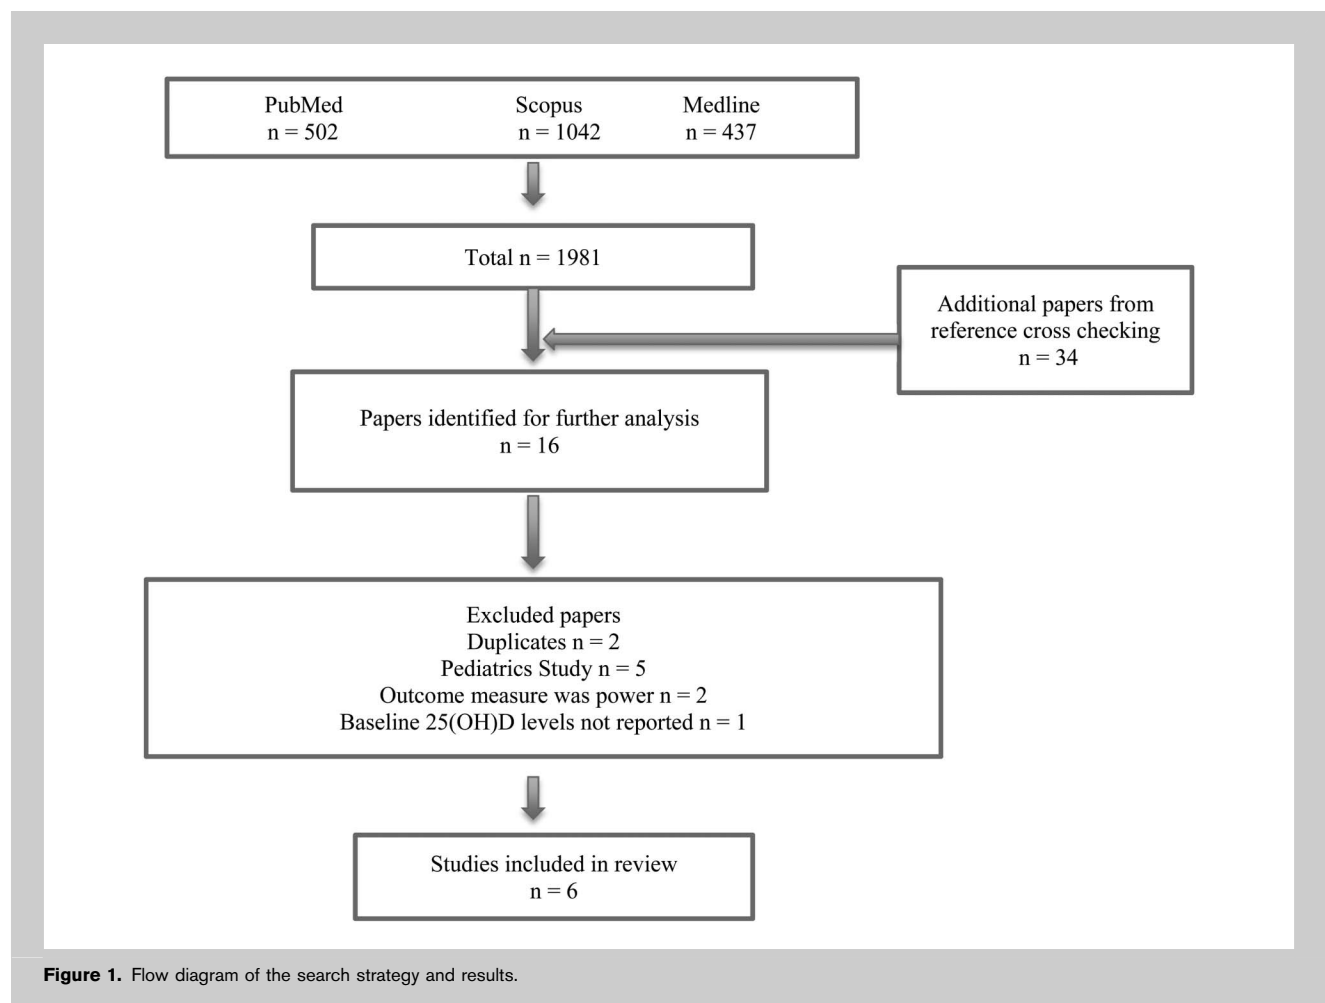 PubMed Scopus Medline
n = 502 n = 1042 n = 437
Total n = 1981
Additional papers from
reference cross checking
n = 34
Papers identified for further analysis
n = 16
Excluded papers
Duplicates n = 2
Pediatrics Study n = 5
Outcome measure was power n = 2
Baseline 25(OH)D levels not reported n = 1
Studies included in review
n = 6
Figure 1. Flow diagram of the search strategy and results.